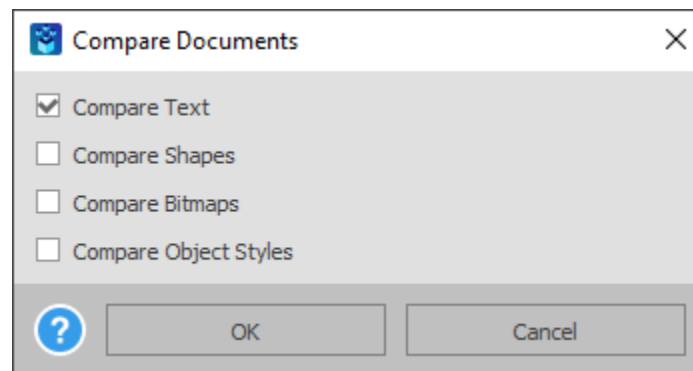 Compare Documents
Compare Text
Compare Shapes
Compare Bitmaps
Compare Object Styles
? OK Cancel